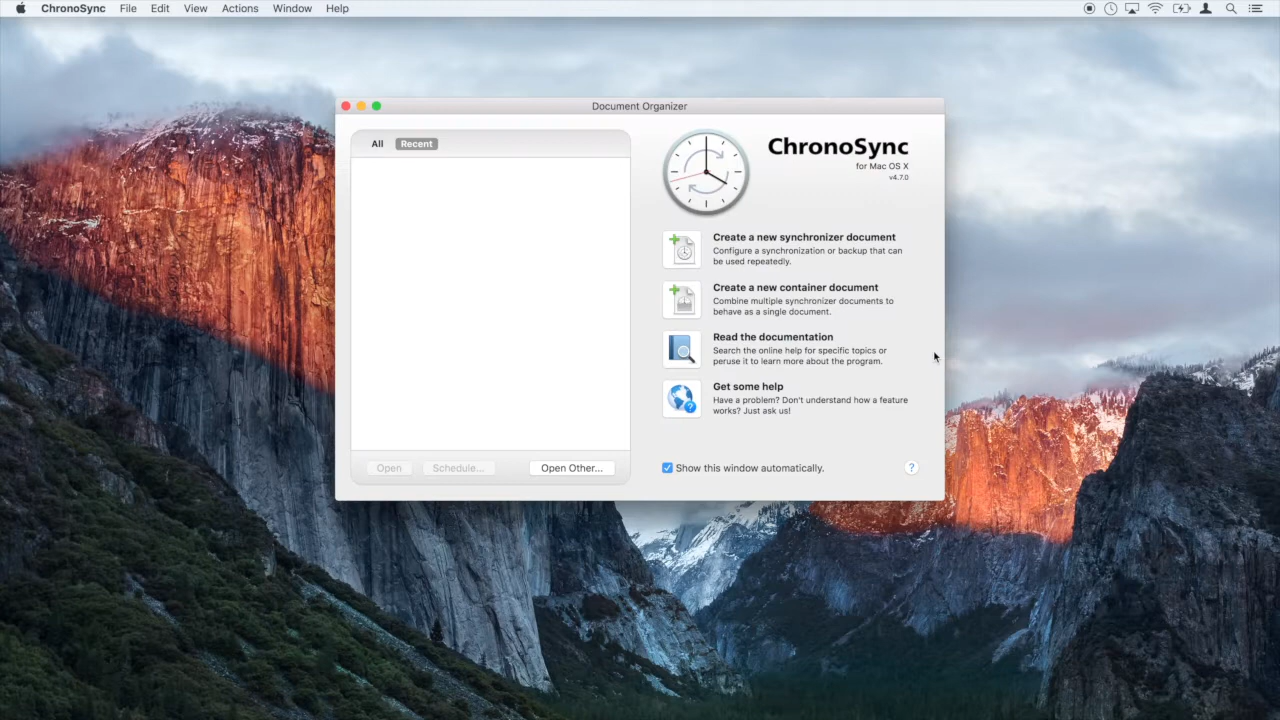 ChronoSync File Edit View Actions Window Help
Document Organizer
All Recent
ChronoSync
for Mac OS X
v4.7.0
Create a new synchronizer document
Configure a synchronization or backup that can
be used repeatedly.
Create a new container document
Combine multiple synchronizer documents to
behave as a single document.
Read the documentation
Search the online help for specific topics or
peruse it to learn more about the program.
Get some help
Have a problem? Don't understand how a feature
works? Just ask us!
Open Schedule... Open Other...
Show this window automatically. ?